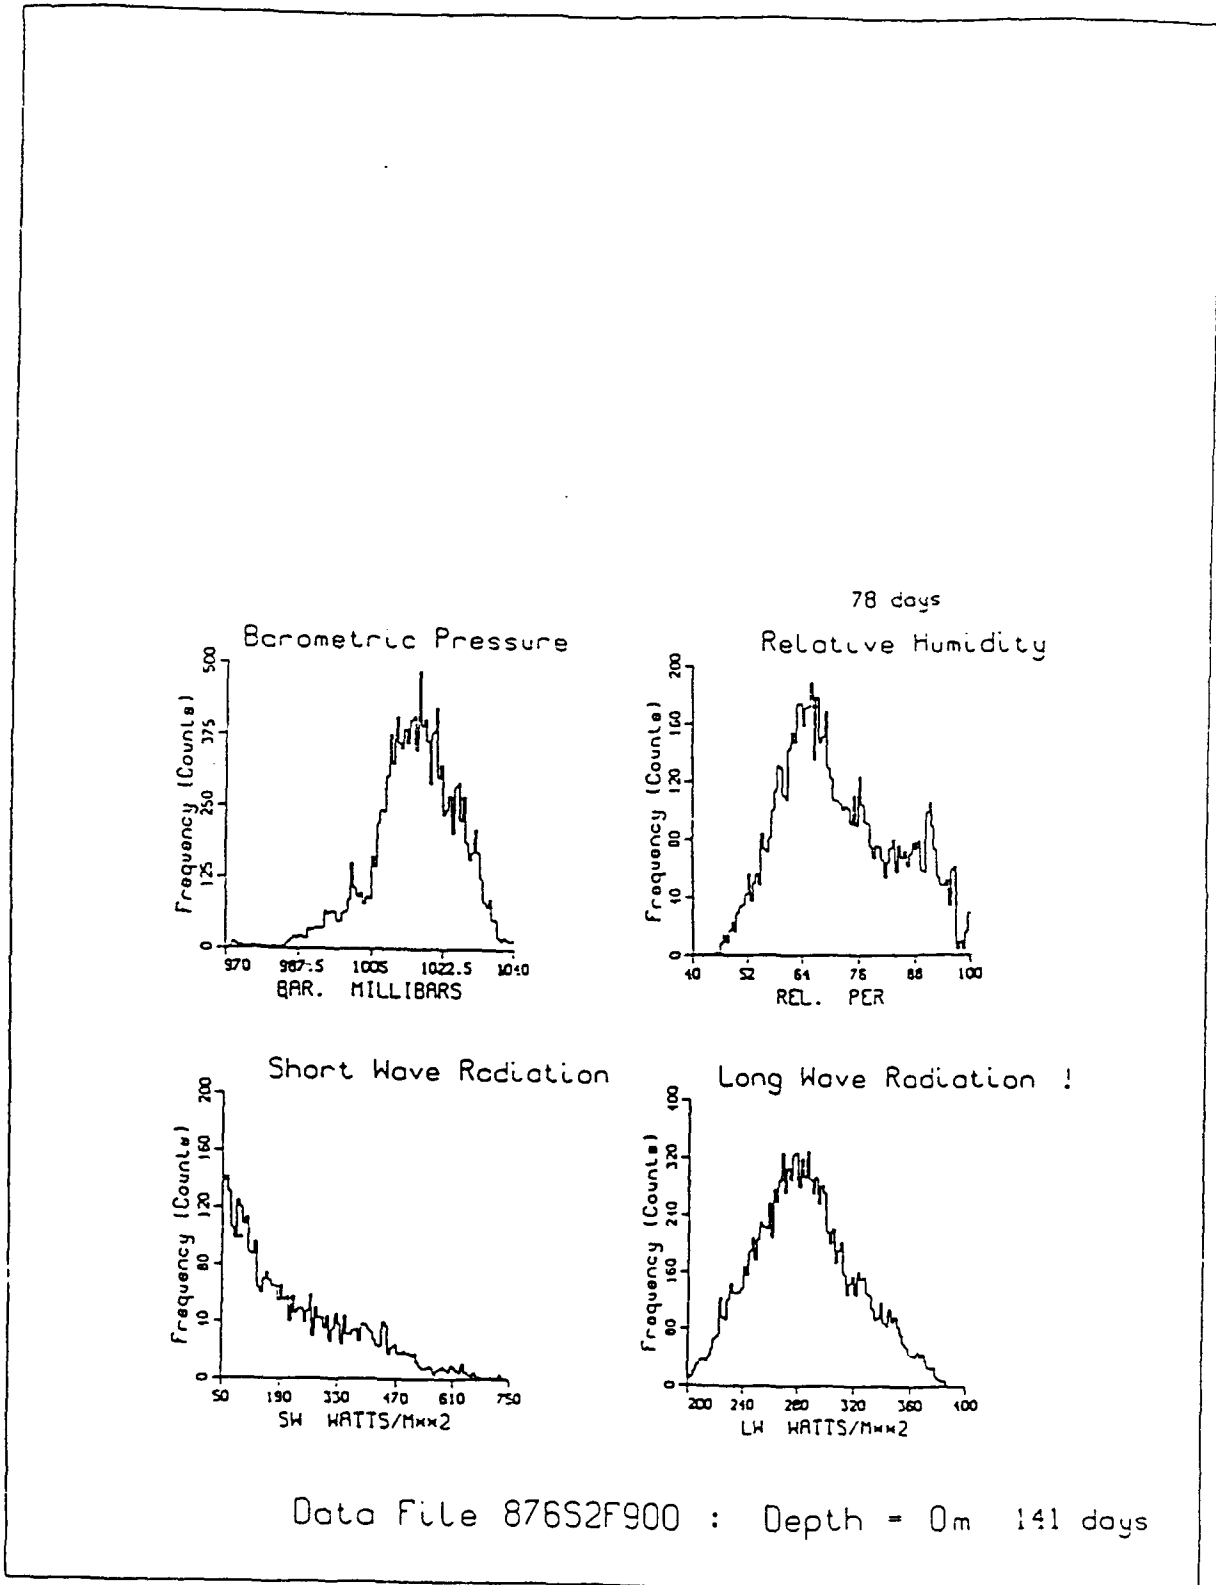 78 days
Barometric Pressure
Relative Humidity
500
375
250
125
0
Frequency (Counts)
970 987.5 1005 1022.5 1040
BAR. MILLIBARS
200
160
120
80
40
0
Frequency (Counts)
40 52 64 76 88 100
REL. PER
Short Wave Radiation
Long Wave Radiation !
200
160
120
80
40
0
Frequency (Counts)
50 190 330 470 610 750
SW WATTS/M**2
400
320
240
160
80
0
Frequency (Counts)
200 240 280 320 360 400
LW WATTS/M**2
Data File 876S2F900 : Depth = 0m 141 days